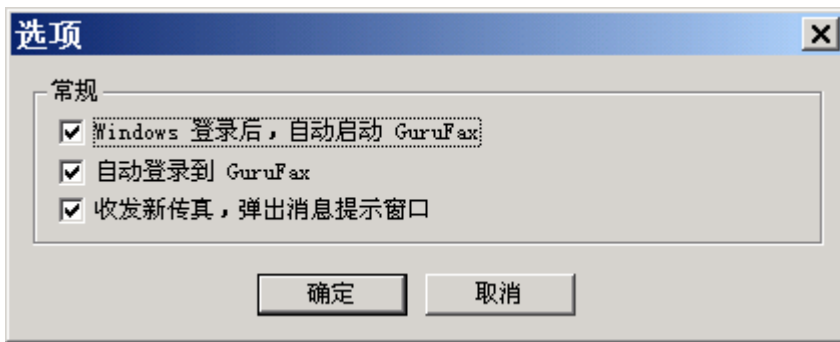 选项
常规
Windows 登录后，自动启动 GuruFax
自动登录到 GuruFax
收发新传真，弹出消息提示窗口
确定
取消